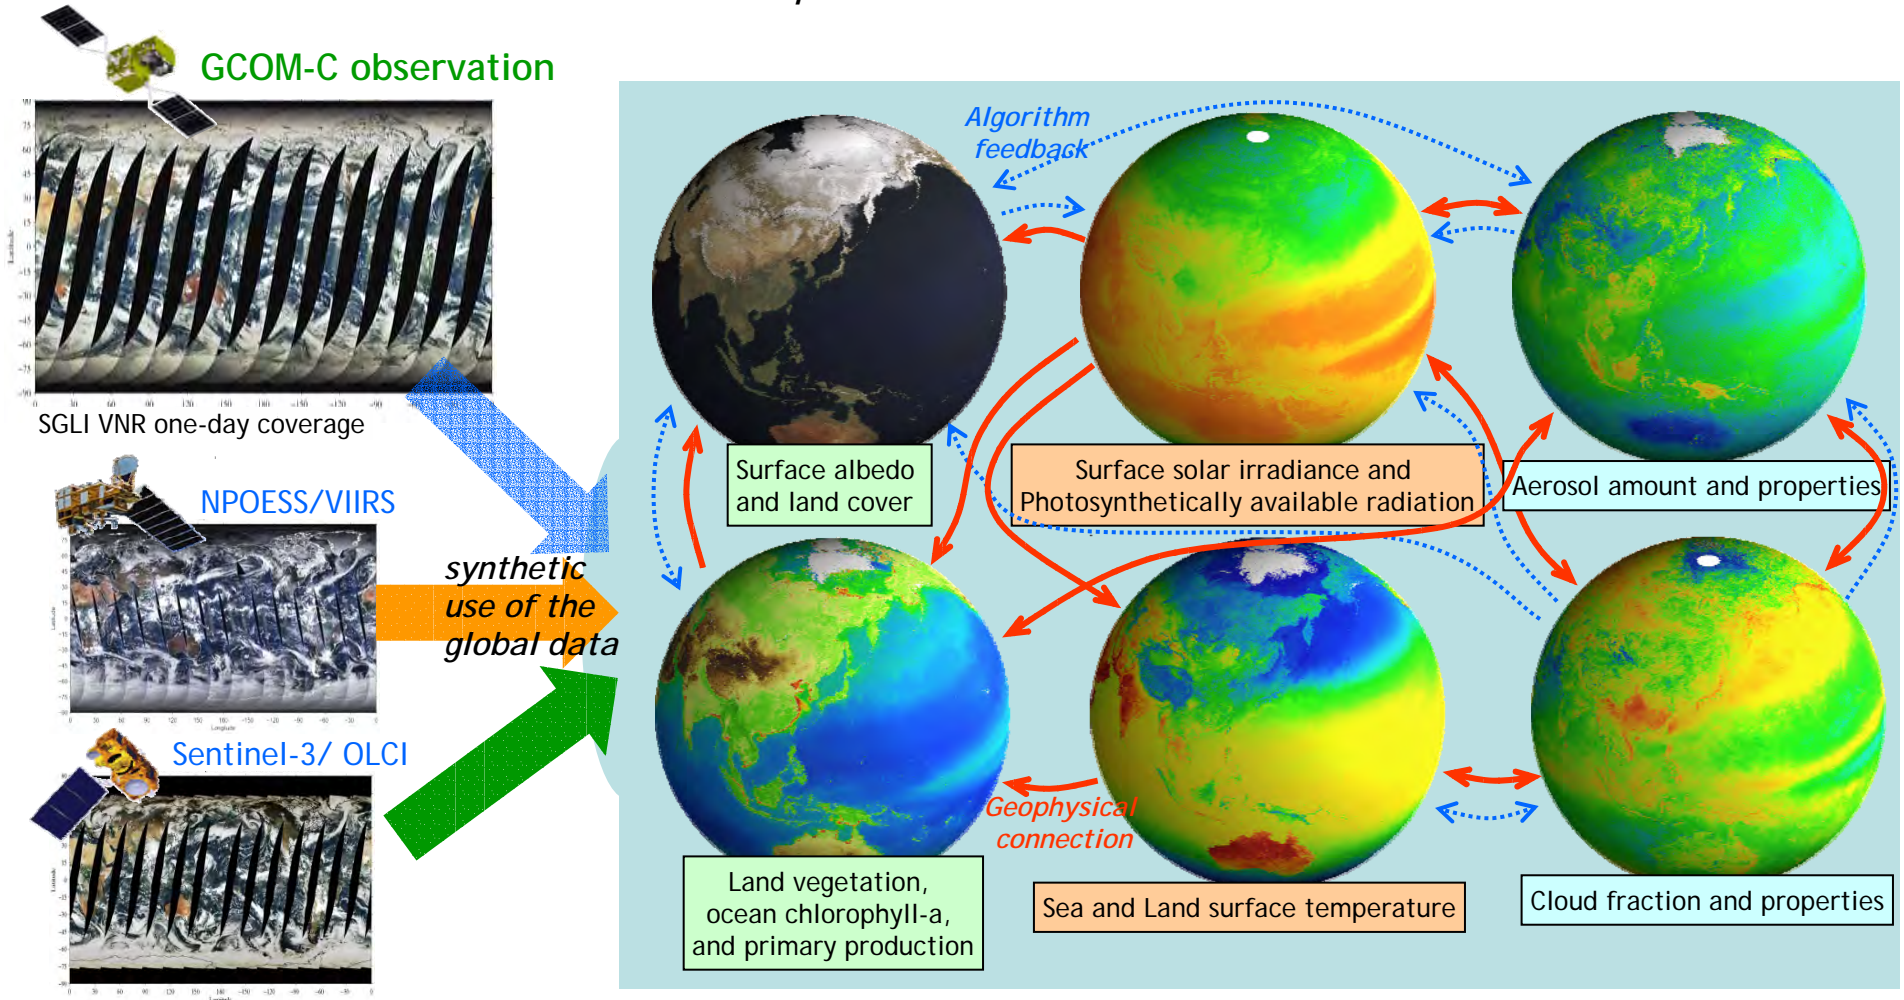 GCOM-C observation
SGLI VNR one-day coverage
NPOESS/VIIRS
synthetic
use of the
global data
Sentinel-3/ OLCI
Algorithm
feedback
Surface albedo
and land cover
Surface solar irradiance and
Photosynthetically available radiation
Aerosol amount and properties
Geophysical
connection
Land vegetation,
ocean chlorophyll-a,
and primary production
Sea and Land surface temperature
Cloud fraction and properties